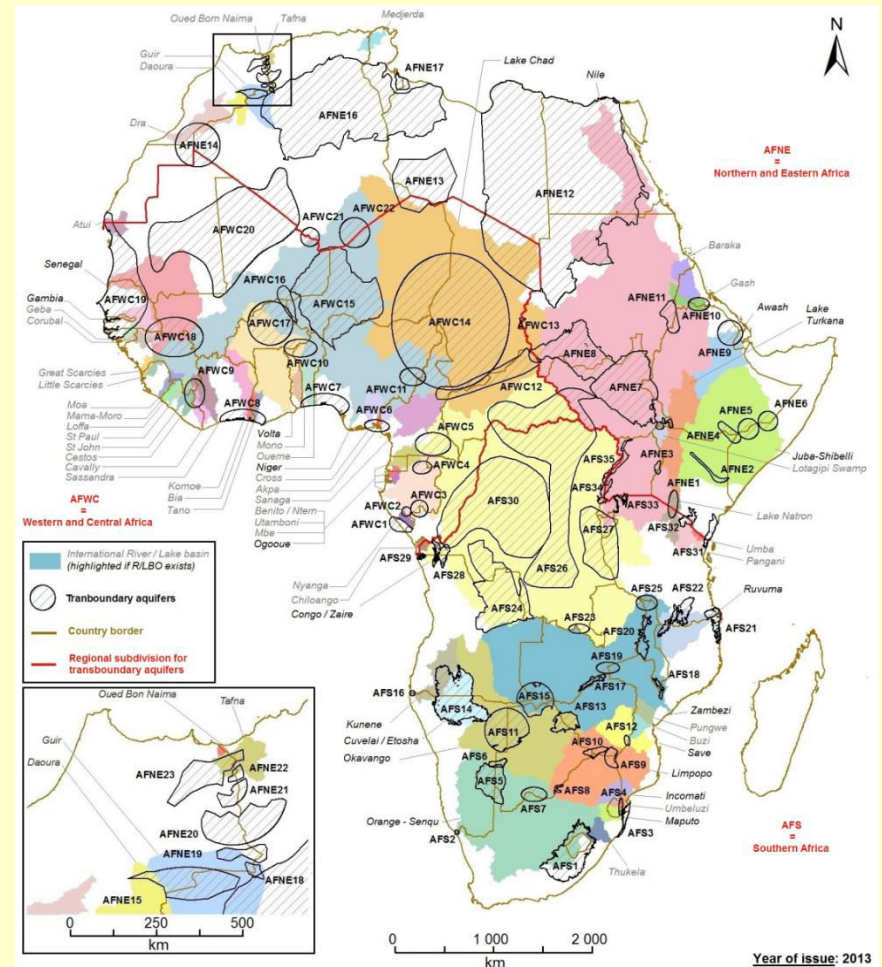 Oued Born Naima
Tafna
Medjerda
Guir
Daoura
AFNE17
Lake Chad
Nile
N
Dra
AFNE14
AFNE16
AFNE13
AFNE12
AFNE
=
Northern and Eastern Africa
AFWC21
AFWC22
AFWC20
Atui
Senegal
Gambia
Geba
Corubal
AFWC19
AFWC16
AFWC15
AFWC17
AFWC18
AFWC14
AFWC13
Baraka
Gash
AFNE11
AFNE10
Awash
Lake
Turkana
AFNE9
AFNE8
AFNE7
Great Scarcies
Little Scarcies
AFWC9
AFWC10
AFWC11
AFWC12
AFWC8
AFWC7
AFWC6
AFWC5
AFWC4
AFNE5
AFNE6
AFNE4
AFNE3
AFNE2
AFNE1
Juba-Shibelli
Lotagipi Swamp
Moa
Mama-Moro
Loffa
St Paul
St John
Cestos
Cavally
Sassandra
Komoe
Bia
Tano
Volta
Mono
Oueme
Niger
Cross
Akpa
Sanaga
Benito / Ntem
Utamboni
Mbe
Ogooue
AFWC
=
Western and Central Africa
AFWC3
AFWC2
AFWC1
AFS35
AFS34
AFS33
AFS32
AFS31
AFS30
AFS27
AFS26
AFS29
AFS28
Lake Natron
Umba
Pangani
Nyanga
Chiloango
Congo / Zaire
AFS24
AFS23
AFS25
AFS22
Ruvuma
AFS21
AFS20
AFS19
AFS18
AFS17
AFS16
AFS15
AFS14
AFS13
AFS12
AFS11
AFS10
AFS9
Kunene
Cuvelai / Etosha
Okavango
Zambezi
Pungwe
Buzi
Save
Limpopo
AFS6
AFS5
AFS8
AFS7
AFS4
Incomati
Umbeluzi
Maputo
Orange - Senqu
AFS2
AFS3
AFS1
Thukela
AFS
=
Southern Africa
International River / Lake basin
(highlighted if R/LBO exists)
Tranboundary aquifers
Country border
Regional subdivision for
transboundary aquifers
Oued Bon Naima
Tafna
Guir
Daoura
AFNE23
AFNE22
AFNE21
AFNE20
AFNE19
AFNE18
AFNE15
0 250 500
km
0 1 000 2 000
km
Year of issue: 2013